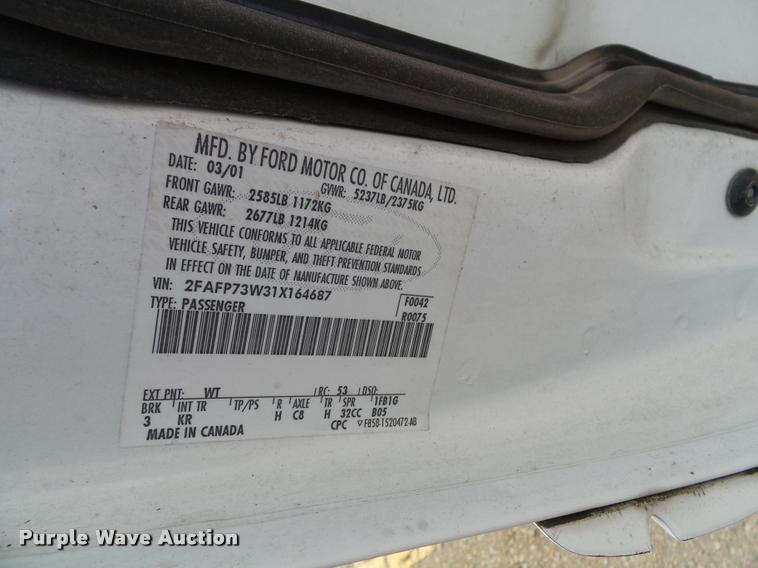 MFD. BY FORD MOTOR CO. OF CANADA, LTD.
DATE: 03/01 GVWR: 5237LB/2375KG
FRONT GAWR: 2585LB 1172KG
REAR GAWR: 2677LB 1214KG
THIS VEHICLE CONFORMS TO ALL APPLICABLE FEDERAL MOTOR
VEHICLE SAFETY, BUMPER, AND THEFT PREVENTION STANDARDS
IN EFFECT ON THE DATE OF MANUFACTURE SHOWN ABOVE.
VIN: 2FAFP73W31X164687 F0042
TYPE: PASSENGER R0075
EXT PNT: WT RC: 53 DSO:
BRK INT TR TP/PS R AXLE TR SPR 1FB1G
3 KR H C8 H 32CC B05
MADE IN CANADA CPC F85B-1520472-AB
Purple Wave Auction